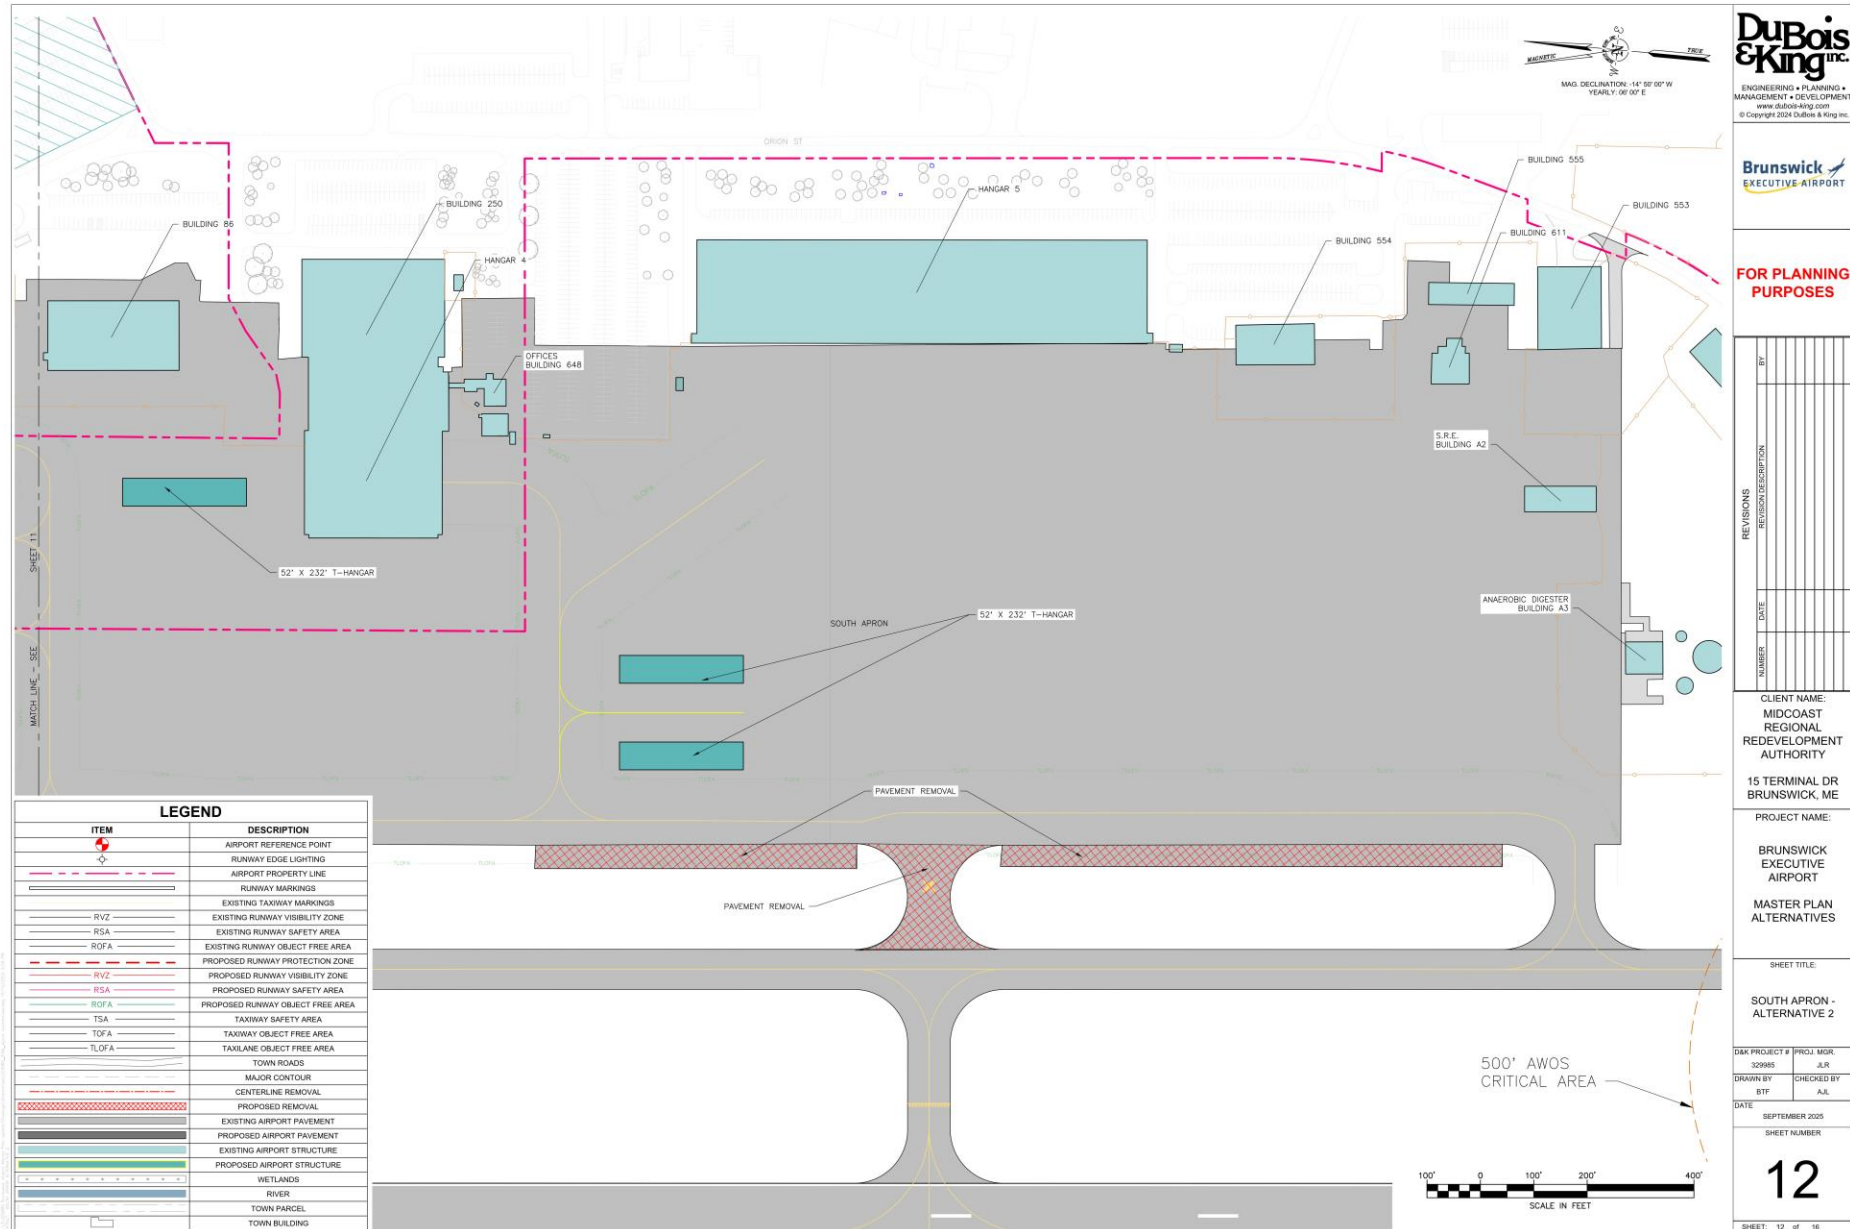 ORION ST
BUILDING 86
BUILDING 250
HANGAR 4
OFFICES
BUILDING 648
HANGAR 5
BUILDING 554
BUILDING 555
BUILDING 611
BUILDING 553
S.R.E.
BUILDING A2
ANAEROBIC DIGESTER
BUILDING A3
52' X 232' T-HANGAR
SOUTH APRON
52' X 232' T-HANGAR
PAVEMENT REMOVAL
PAVEMENT REMOVAL
MATCH LINE - SEE SHEET 11
TLOFA
500' AWOS
CRITICAL AREA
100' 0 100' 200' 400'
SCALE IN FEET
MAGNETIC
TRUE
MAG. DECLINATION: -14° 50' 00" W
YEARLY: 06' 00" E
LEGEND
ITEM DESCRIPTION
AIRPORT REFERENCE POINT
RUNWAY EDGE LIGHTING
AIRPORT PROPERTY LINE
RUNWAY MARKINGS
EXISTING TAXIWAY MARKINGS
RVZ EXISTING RUNWAY VISIBILITY ZONE
RSA EXISTING RUNWAY SAFETY AREA
ROFA EXISTING RUNWAY OBJECT FREE AREA
PROPOSED RUNWAY PROTECTION ZONE
RVZ PROPOSED RUNWAY VISIBILITY ZONE
RSA PROPOSED RUNWAY SAFETY AREA
ROFA PROPOSED RUNWAY OBJECT FREE AREA
TSA TAXIWAY SAFETY AREA
TOFA TAXIWAY OBJECT FREE AREA
TLOFA TAXILANE OBJECT FREE AREA
TOWN ROADS
MAJOR CONTOUR
CENTERLINE REMOVAL
PROPOSED REMOVAL
EXISTING AIRPORT PAVEMENT
PROPOSED AIRPORT PAVEMENT
EXISTING AIRPORT STRUCTURE
PROPOSED AIRPORT STRUCTURE
WETLANDS
RIVER
TOWN PARCEL
TOWN BUILDING
DuBois
&King inc.
ENGINEERING • PLANNING •
MANAGEMENT • DEVELOPMENT
www.dubois-king.com
© Copyright 2024 DuBois & King inc.
Brunswick
EXECUTIVE AIRPORT
FOR PLANNING
PURPOSES
REVISIONS
NUMBER DATE REVISION DESCRIPTION BY
CLIENT NAME:
MIDCOAST
REGIONAL
REDEVELOPMENT
AUTHORITY
15 TERMINAL DR
BRUNSWICK, ME
PROJECT NAME:
BRUNSWICK
EXECUTIVE
AIRPORT
MASTER PLAN
ALTERNATIVES
SHEET TITLE:
SOUTH APRON -
ALTERNATIVE 2
D&K PROJECT # PROJ. MGR.
329985 JLR
DRAWN BY CHECKED BY
BTF AJL
DATE
SEPTEMBER 2025
SHEET NUMBER
12
SHEET: 12 of 16